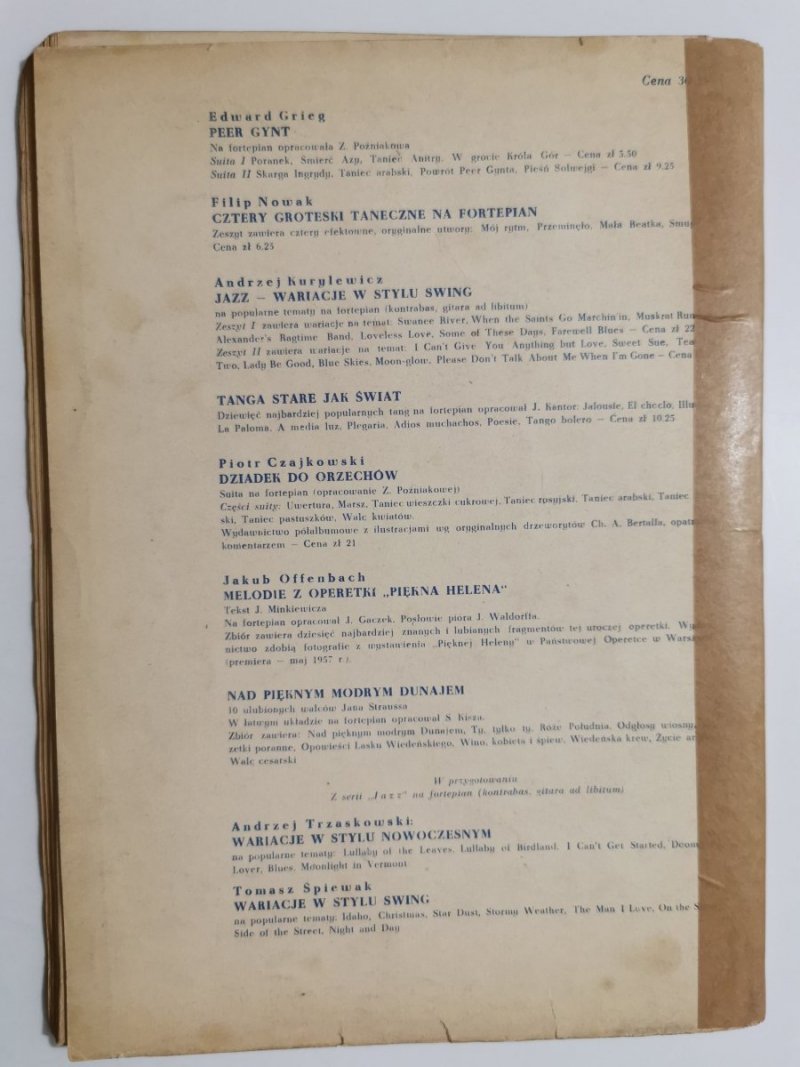 Cena 30
Edward Grieg
PEER GYNT
Na fortepian opracowała Z. Poźniakowa
Suita I Poranek, Śmierć Azy, Taniec Anitry, W grocie Króla Gór — Cena zł 5.50
Suita II Skarga Ingrydy, Taniec arabski, Powrót Peer Gynta, Pieśń Solwejgi — Cena zł 9.25
Filip Nowak
CZTERY GROTESKI TANECZNE NA FORTEPIAN
Zeszyt zawiera cztery efektowne, oryginalne utwory: Mój rytm, Przeminęło, Mała Beatka,
Cena zł 6.25
Andrzej Kurylewicz
JAZZ — WARIACJE W STYLU SWING
na popularne tematy na fortepian (kontrabas, gitara ad libitum)
Zeszyt I zawiera wariacje na temat: Swanee River, When the Saints Go Marchin'in, Muskrat
Alexander's Ragtime Band, Loveless Love, Some of These Days, Farewell Blues — Cena zł 22
Zeszyt II zawiera wariacje na temat: I Can't Give You Anything but Love, Sweet Sue, Tea
Two, Lady Be Good, Blue Skies, Moon-glow, Please Don't Talk About Me When I'm Gone — Cena
TANGA STARE JAK ŚWIAT
Dziewięć najbardziej popularnych tang na fortepian opracował J. Kantor: Jalousie, El choclo,
La Paloma, A media luz, Plegaria, Adios muchachos, Poesie, Tango bolero — Cena zł 10.25
Piotr Czajkowski
DZIADEK DO ORZECHÓW
Suita na fortepian (opracowanie Z. Poźniakowej)
Części suity: Uwertura, Marsz, Taniec wieszczki cukrowej, Taniec rosyjski, Taniec arabski, Taniec
ski, Taniec pastuszków, Walc kwiatów.
Wydawnictwo półalbumowe z ilustracjami wg oryginalnych drzeworytów Ch. A. Bertalla,
komentarzem — Cena zł 21
Jakub Offenbach
MELODIE Z OPERETKI „PIĘKNA HELENA"
Tekst J. Minkiewicza
Na fortepian opracował J. Gaczek. Posłowie pióra J. Waldorffa.
Zbiór zawiera dziesięć najbardziej znanych i lubianych fragmentów tej uroczej operetki.
nictwo zdobią fotografie z wystawienia „Pięknej Heleny" w Państwowej Operetce w
(premiera — maj 1957 r.).
NAD PIĘKNYM MODRYM DUNAJEM
10 ulubionych walców Jana Straussa
W łatwym układzie na fortepian opracował S. Kieza.
Zbiór zawiera: Nad pięknym modrym Dunajem, Ty, tylko ty, Róże Południa, Odgłosy wiosny,
zetki poranne, Opowieści Lasku Wiedeńskiego, Wino, kobieta i śpiew, Wiedeńska krew, Życie
Walc cesarski
W przygotowaniu
Z serii „Jazz" na fortepian (kontrabas, gitara ad libitum)
Andrzej Trzaskowski:
WARIACJE W STYLU NOWOCZESNYM
na popularne tematy: Lullaby of the Leaves, Lullaby of Birdland, I Can't Get Started,
Lover, Blues, Moonlight in Vermont
Tomasz Śpiewak
WARIACJE W STYLU SWING
na popularne tematy: Idaho, Christmas, Star Dust, Stormy Weather, The Man I Love, On the S
Side of the Street, Night and Day